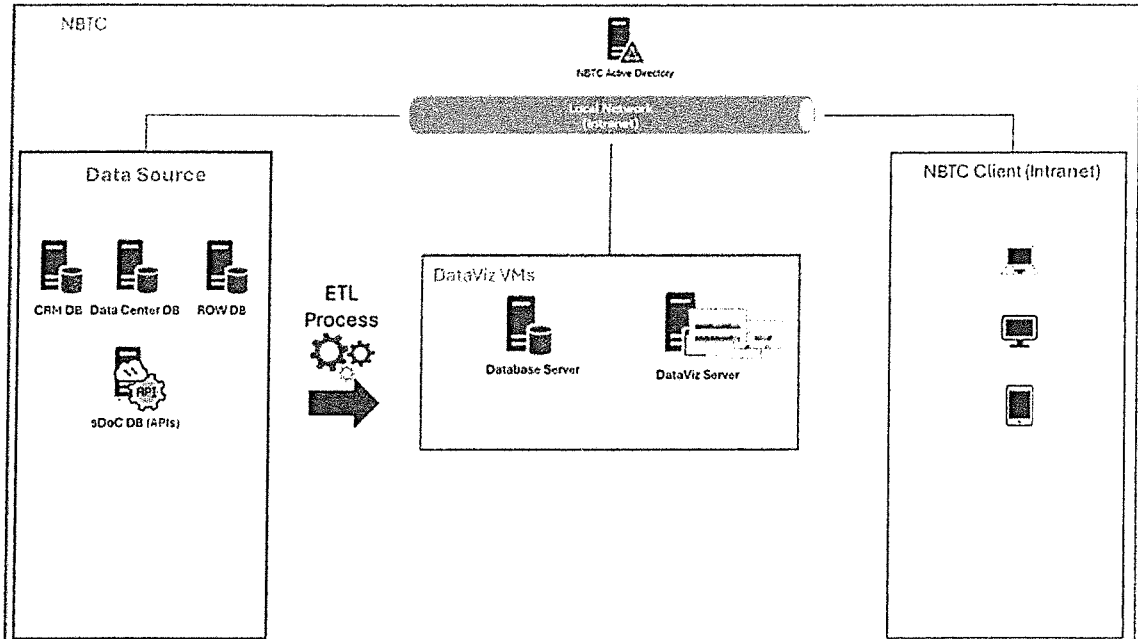 NBTC
NBTC Active Directory
Local Network
(Intranet)
Data Source
CRM DB
Data Center DB
ROW DB
sDoC DB (APIs)
API
ETL
Process
DataViz VMs
Database Server
DataViz Server
NBTC Client (Intranet)